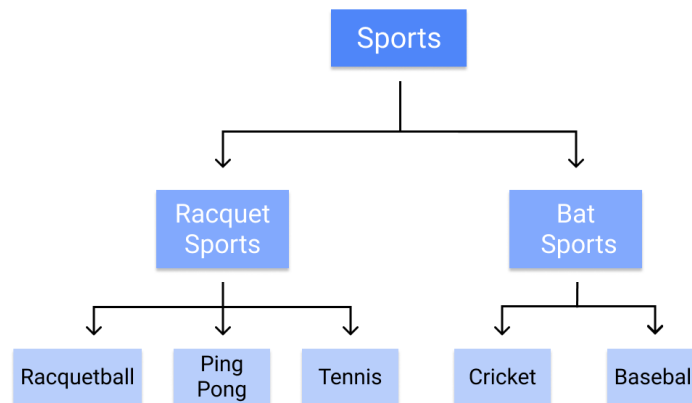 Sports
Racquet
Sports
Bat
Sports
Racquetball
Ping
Pong
Tennis
Cricket
Basebal